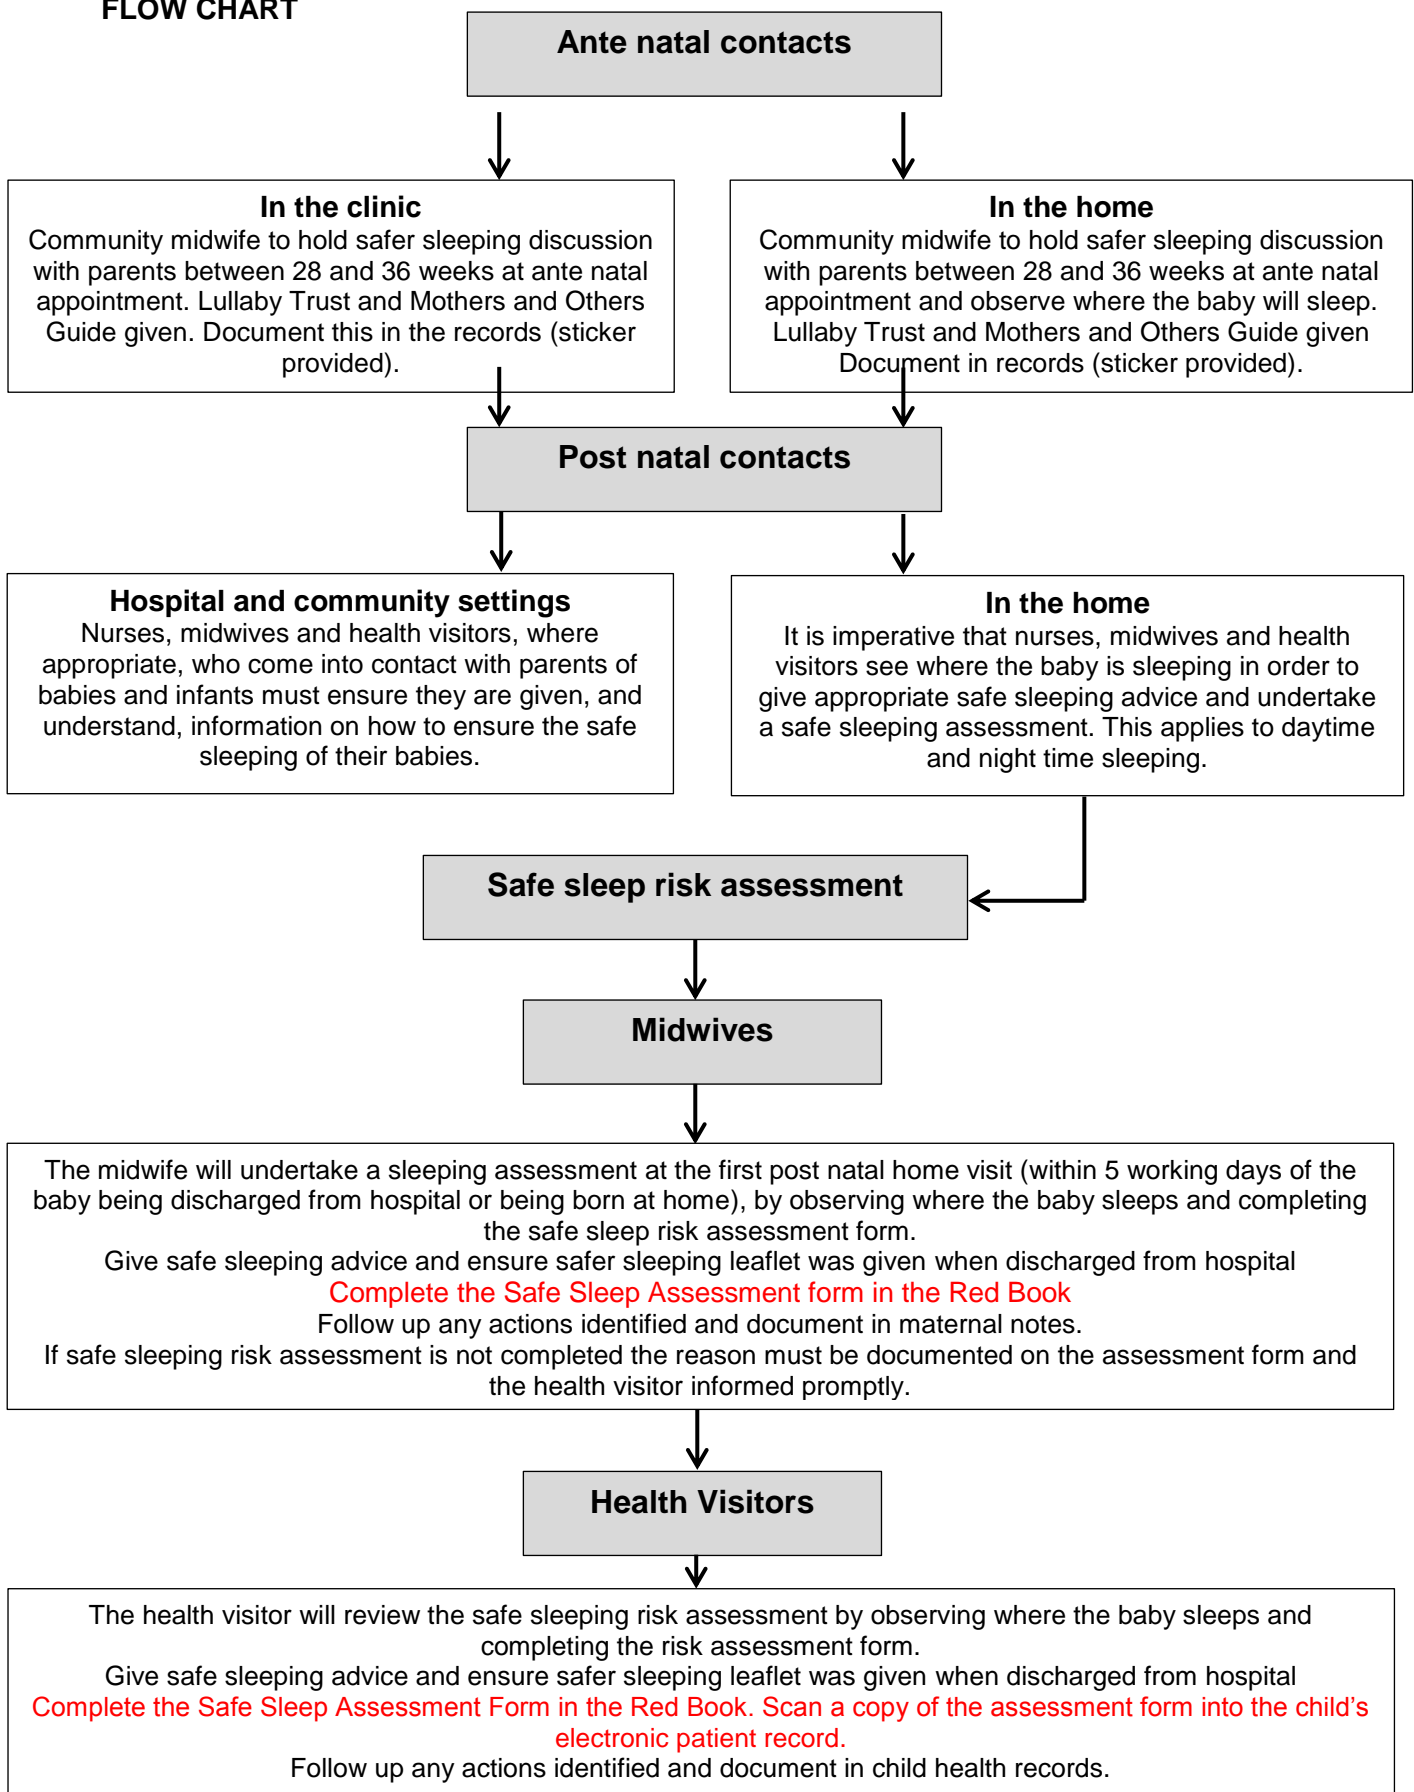 FLOW CHART
Ante natal contacts
In the clinic
Community midwife to hold safer sleeping discussion
with parents between 28 and 36 weeks at ante natal
appointment. Lullaby Trust and Mothers and Others
Guide given. Document this in the records (sticker
provided).
In the home
Community midwife to hold safer sleeping discussion
with parents between 28 and 36 weeks at ante natal
appointment and observe where the baby will sleep.
Lullaby Trust and Mothers and Others Guide given
Document in records (sticker provided).
Post natal contacts
Hospital and community settings
Nurses, midwives and health visitors, where
appropriate, who come into contact with parents of
babies and infants must ensure they are given, and
understand, information on how to ensure the safe
sleeping of their babies.
In the home
It is imperative that nurses, midwives and health
visitors see where the baby is sleeping in order to
give appropriate safe sleeping advice and undertake
a safe sleeping assessment. This applies to daytime
and night time sleeping.
Safe sleep risk assessment
Midwives
The midwife will undertake a sleeping assessment at the first post natal home visit (within 5 working days of the
baby being discharged from hospital or being born at home), by observing where the baby sleeps and completing
the safe sleep risk assessment form.
Give safe sleeping advice and ensure safer sleeping leaflet was given when discharged from hospital
Complete the Safe Sleep Assessment form in the Red Book
Follow up any actions identified and document in maternal notes.
If safe sleeping risk assessment is not completed the reason must be documented on the assessment form and
the health visitor informed promptly.
Health Visitors
The health visitor will review the safe sleeping risk assessment by observing where the baby sleeps and
completing the risk assessment form.
Give safe sleeping advice and ensure safer sleeping leaflet was given when discharged from hospital
Complete the Safe Sleep Assessment Form in the Red Book. Scan a copy of the assessment form into the child’s
electronic patient record.
Follow up any actions identified and document in child health records.